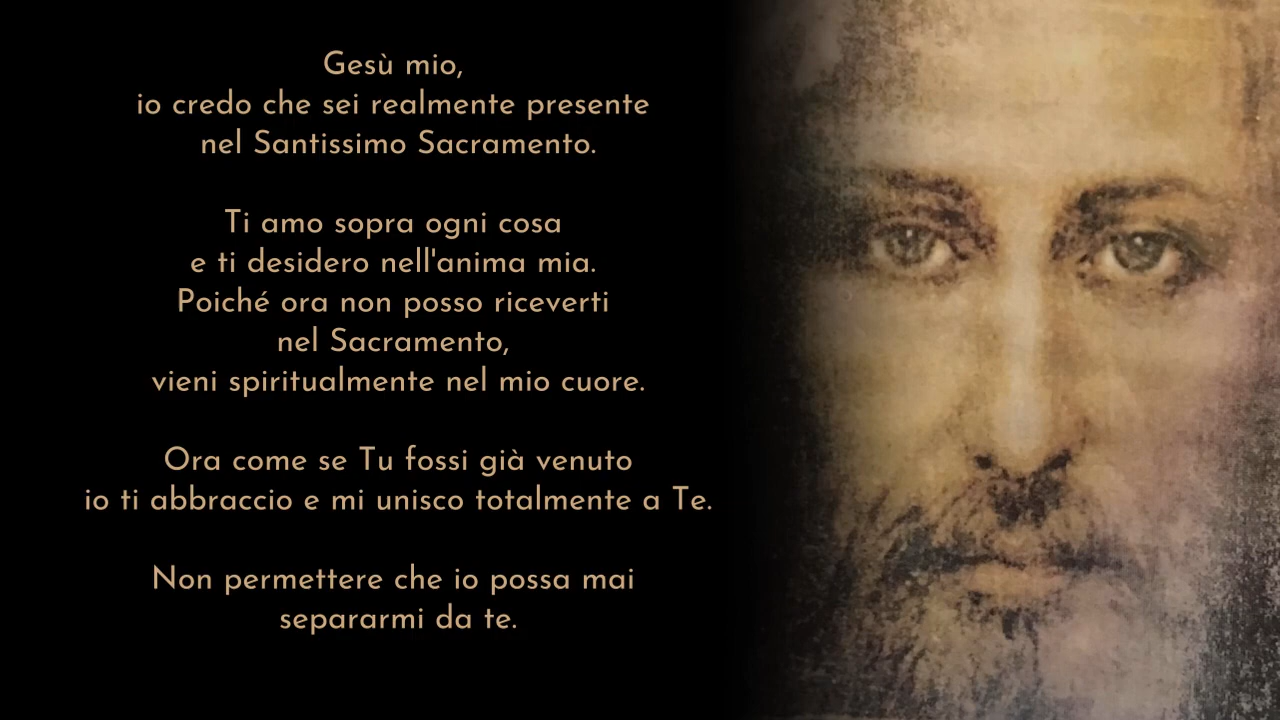 Gesù mio,
io credo che sei realmente presente
nel Santissimo Sacramento.
Ti amo sopra ogni cosa
e ti desidero nell'anima mia.
Poiché ora non posso riceverti
nel Sacramento,
vieni spiritualmente nel mio cuore.
Ora come se Tu fossi già venuto
io ti abbraccio e mi unisco totalmente a Te.
Non permettere che io possa mai
separarmi da te.